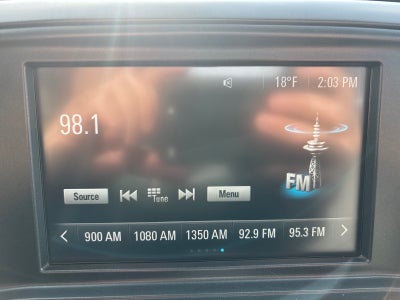 18°F 2:03 PM
98.1
FM
Source Tune Menu
900 AM 1080 AM 1350 AM 92.9 FM 95.3 FM